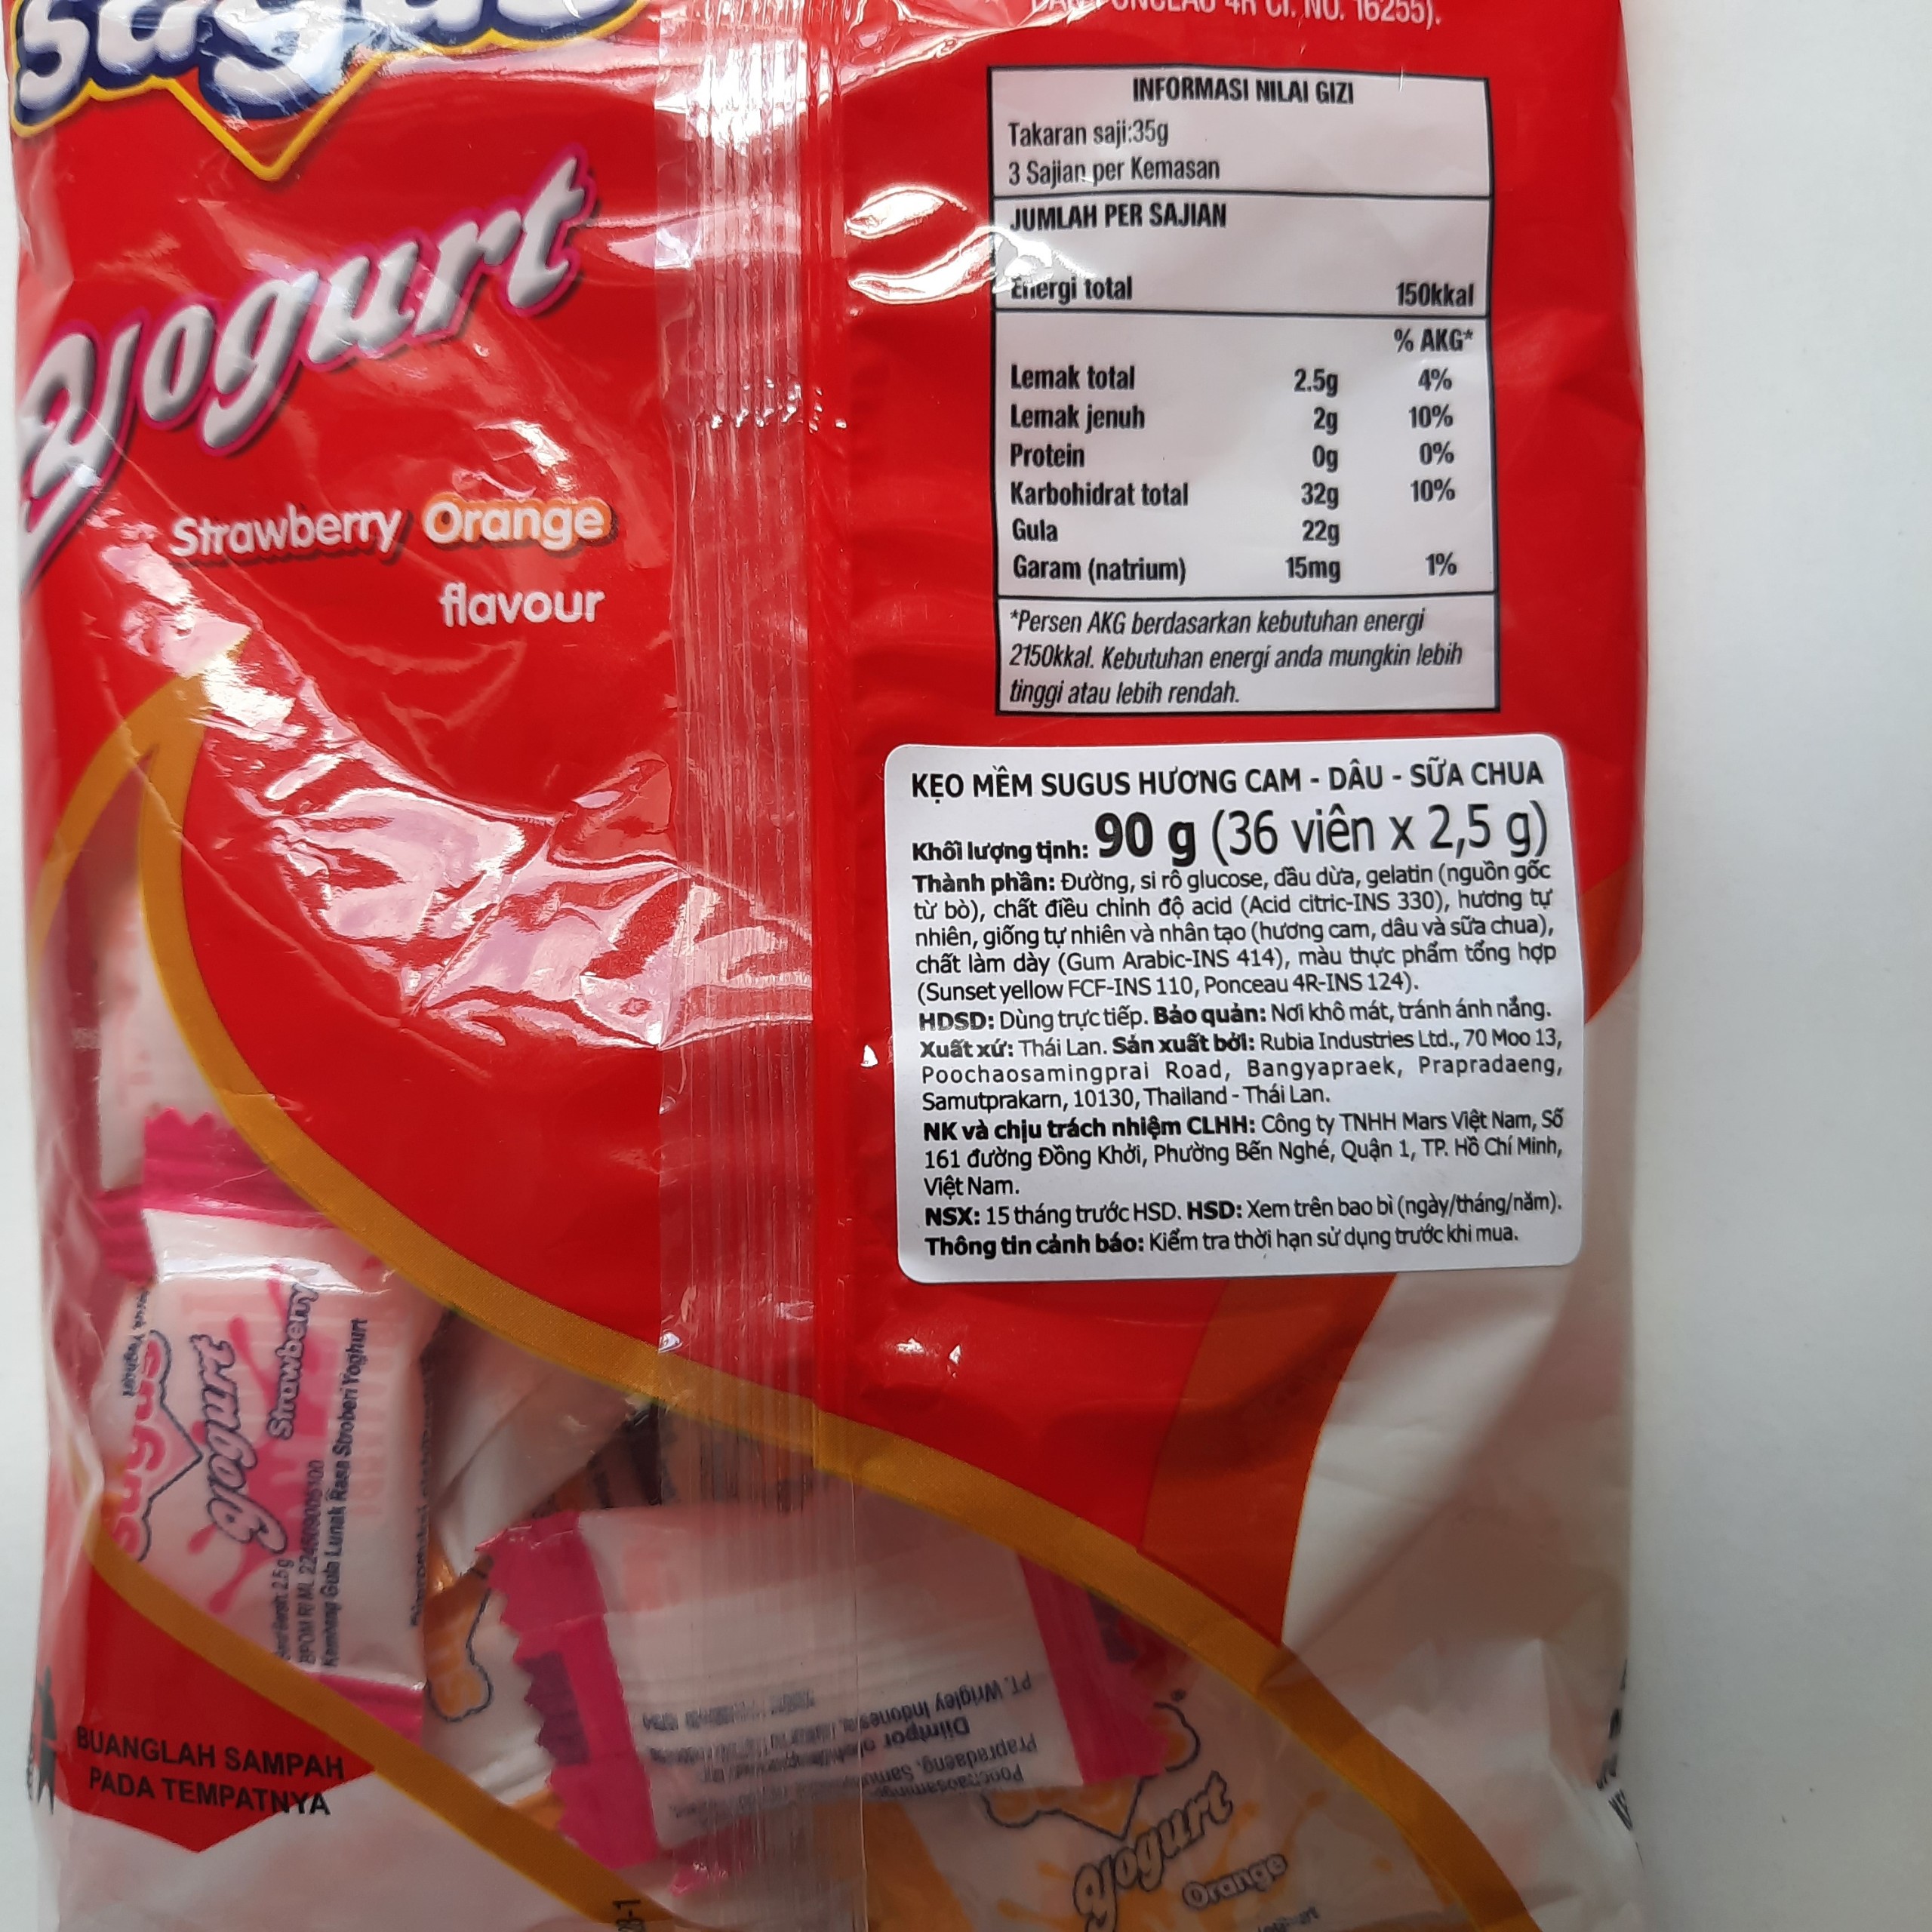 sugus
yogurt
Strawberry Orange
flavour
4R CI. NO. 16255).
INFORMASI NILAI GIZI
Takaran saji:35g
3 Sajian per Kemasan
JUMLAH PER SAJIAN
Energi total 150kkal
% AKG*
Lemak total 2.5g 4%
Lemak jenuh 2g 10%
Protein 0g 0%
Karbohidrat total 32g 10%
Gula 22g
Garam (natrium) 15mg 1%
*Persen AKG berdasarkan kebutuhan energi
2150kkal. Kebutuhan energi anda mungkin lebih
tinggi atau lebih rendah.
KẸO MỀM SUGUS HƯƠNG CAM - DÂU - SỮA CHUA
Khối lượng tịnh: 90 g (36 viên x 2,5 g)
Thành phần: Đường, si rô glucose, dầu dừa, gelatin (nguồn gốc
từ bò), chất điều chỉnh độ acid (Acid citric-INS 330), hương tự
nhiên, giống tự nhiên và nhân tạo (hương cam, dâu và sữa chua),
chất làm dày (Gum Arabic-INS 414), màu thực phẩm tổng hợp
(Sunset yellow FCF-INS 110, Ponceau 4R-INS 124).
HDSD: Dùng trực tiếp. Bảo quản: Nơi khô mát, tránh ánh nắng.
Xuất xứ: Thái Lan. Sản xuất bởi: Rubia Industries Ltd., 70 Moo 13,
Poochaosamingprai Road, Bangyapraek, Prapradaeng,
Samutprakarn, 10130, Thailand - Thái Lan.
NK và chịu trách nhiệm CLHH: Công ty TNHH Mars Việt Nam, Số
161 đường Đồng Khởi, Phường Bến Nghé, Quận 1, TP. Hồ Chí Minh,
Việt Nam.
NSX: 15 tháng trước HSD. HSD: Xem trên bao bì (ngày/tháng/năm).
Thông tin cảnh báo: Kiểm tra thời hạn sử dụng trước khi mua.
sugus
yogurt
Strawberry
2.5 g
BPOM RI ML
Kembang Gula Lunak Rasa Stroberi Yoghurt
Prapradaeng,
Diimpor
PT. Wrigley Indonesia,
yogurt
Orange
BUANGLAH SAMPAH
PADA TEMPATNYA